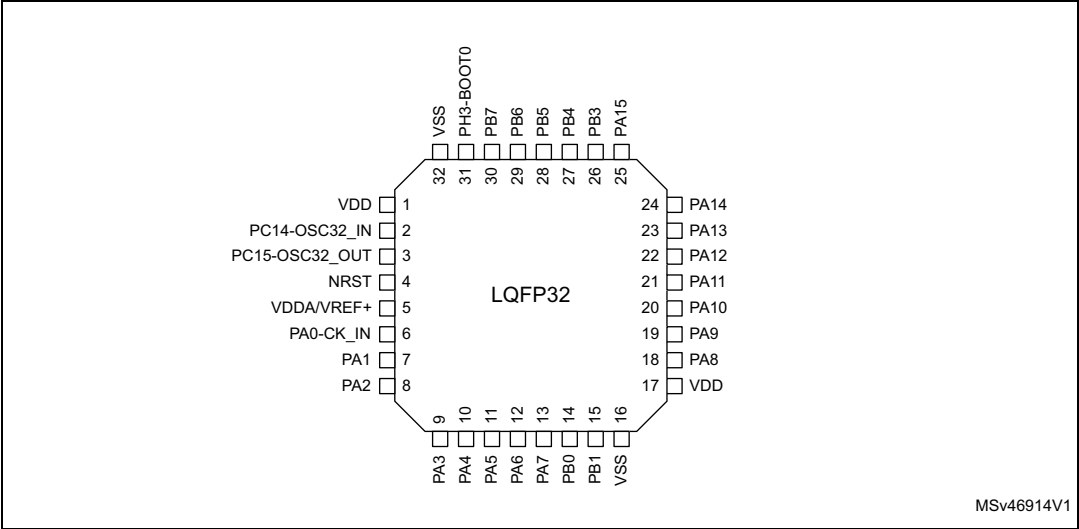 VSS
PH3-BOOT0
PB7
PB6
PB5
PB4
PB3
PA15
32
31
30
29
28
27
26
25
VDD 1
PC14-OSC32_IN 2
PC15-OSC32_OUT 3
NRST 4
VDDA/VREF+ 5
PA0-CK_IN 6
PA1 7
PA2 8
LQFP32
24 PA14
23 PA13
22 PA12
21 PA11
20 PA10
19 PA9
18 PA8
17 VDD
9
10
11
12
13
14
15
16
PA3
PA4
PA5
PA6
PA7
PB0
PB1
VSS
MSv46914V1